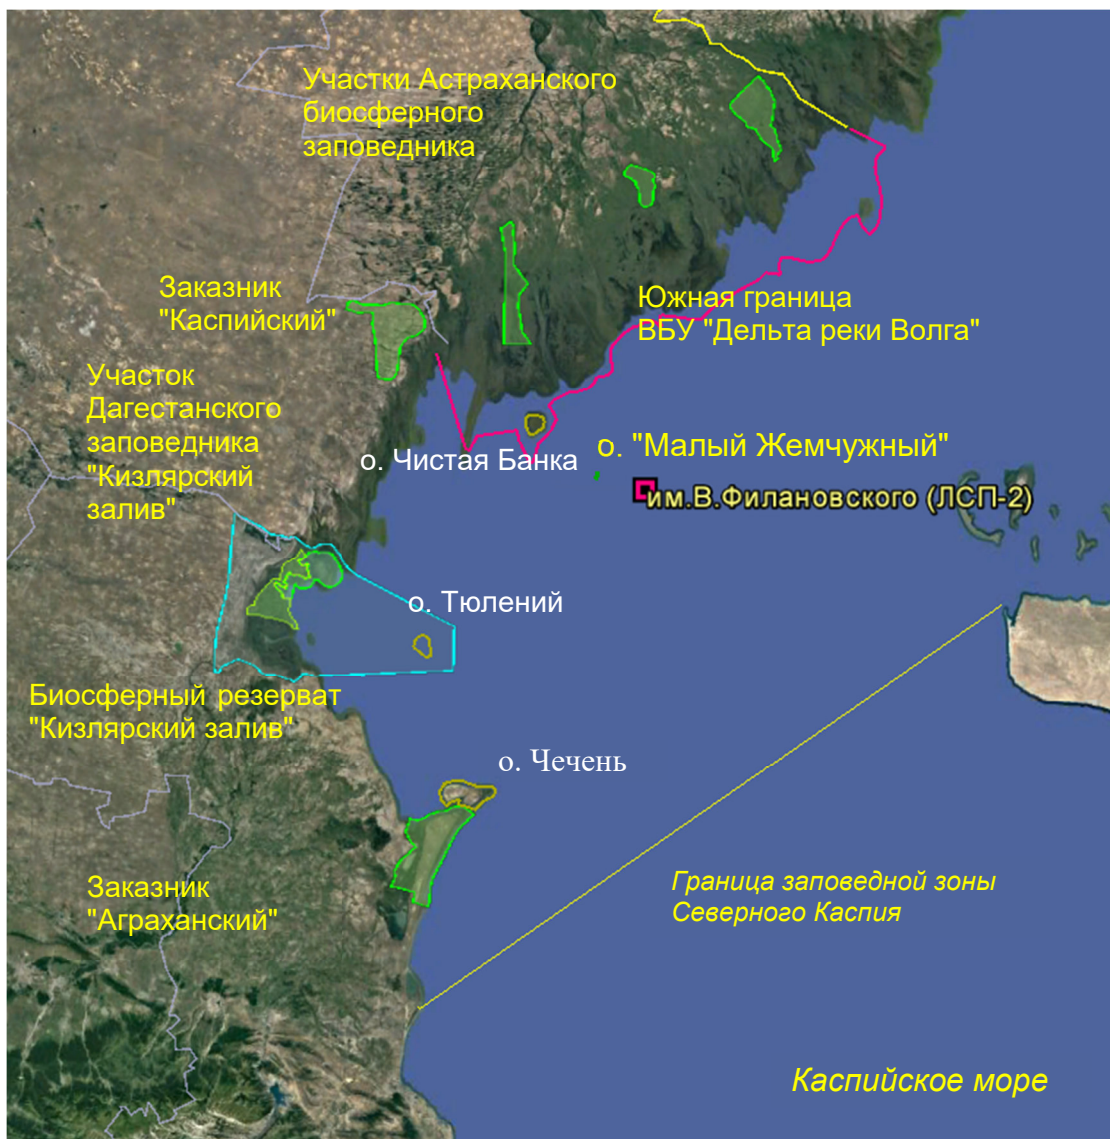 Участки Астраханского
биосферного
заповедника
Заказник
"Каспийский"
Южная граница
ВБУ "Дельта реки Волга"
Участок
Дагестанского
заповедника
"Кизлярский
залив"
о. Чистая Банка
о. "Малый Жемчужный"
им.В.Филановского (ЛСП-2)
о. Тюлений
Биосферный резерват
"Кизлярский залив"
о. Чечень
Заказник
"Аграханский"
Граница заповедной зоны
Северного Каспия
Каспийское море